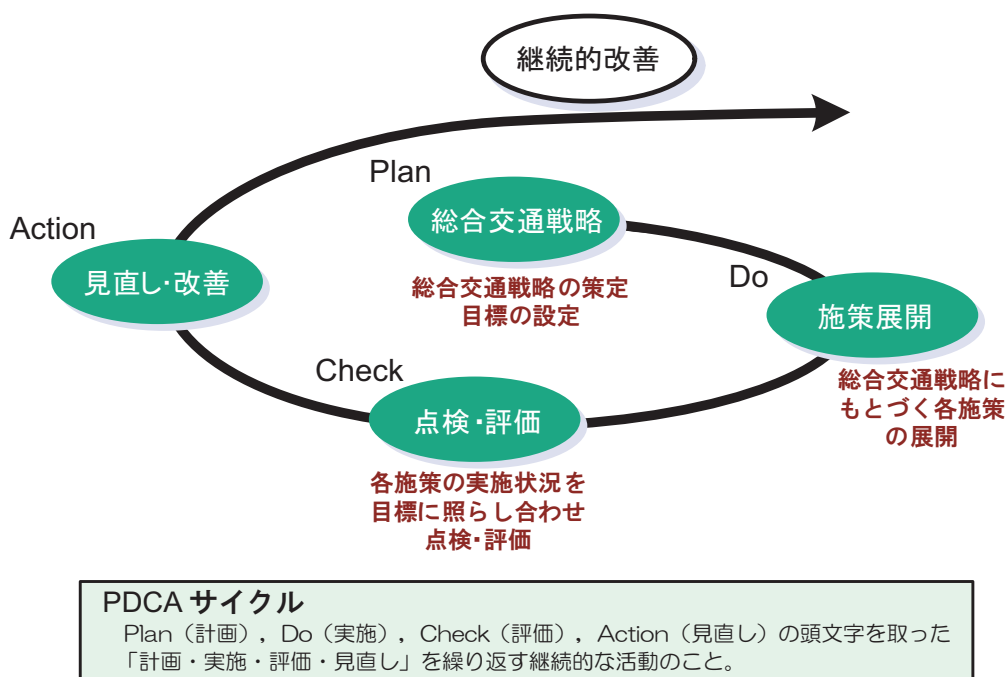 継続的改善
Plan
総合交通戦略
総合交通戦略の策定
目標の設定
Action
見直し・改善
Do
施策展開
総合交通戦略に
もとづく各施策
の展開
Check
点検・評価
各施策の実施状況を
目標に照らし合わせ
点検・評価
PDCA サイクル
Plan（計画），Do（実施），Check（評価），Action（見直し）の頭文字を取った
「計画・実施・評価・見直し」を繰り返す継続的な活動のこと。